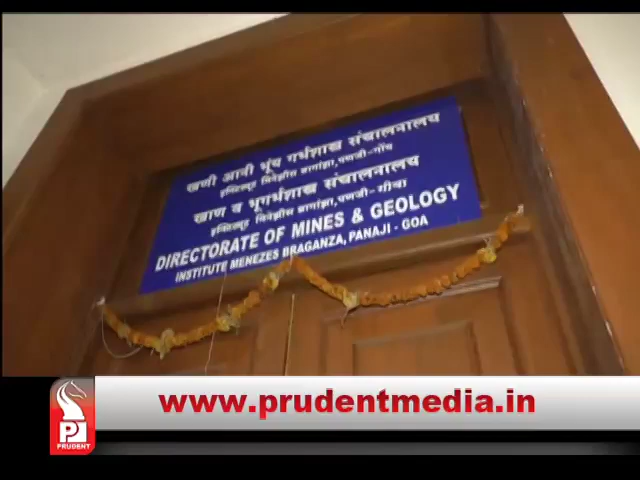 खणी आनी भूंय गर्भशास्त्र संचालनालय
इन्स्टिट्यूट मिनेझीस ब्रागांझा, पणजी-गोंय
खाण व भूगर्भशास्त्र संचालनालय
इन्स्टिट्यूट मिनेझीस ब्रागांझा, पणजी-गोवा
DIRECTORATE OF MINES & GEOLOGY
INSTITUTE MENEZES BRAGANZA, PANAJI - GOA
www.prudentmedia.in
PRUDENT